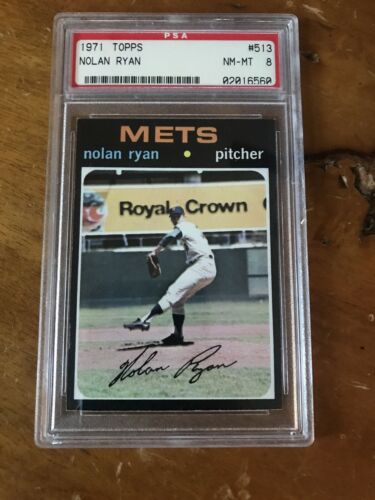 PSA
1971 TOPPS #513
NOLAN RYAN NM-MT 8
02016560
METS
nolan ryan • pitcher
Royal Crown
Nolan Ryan